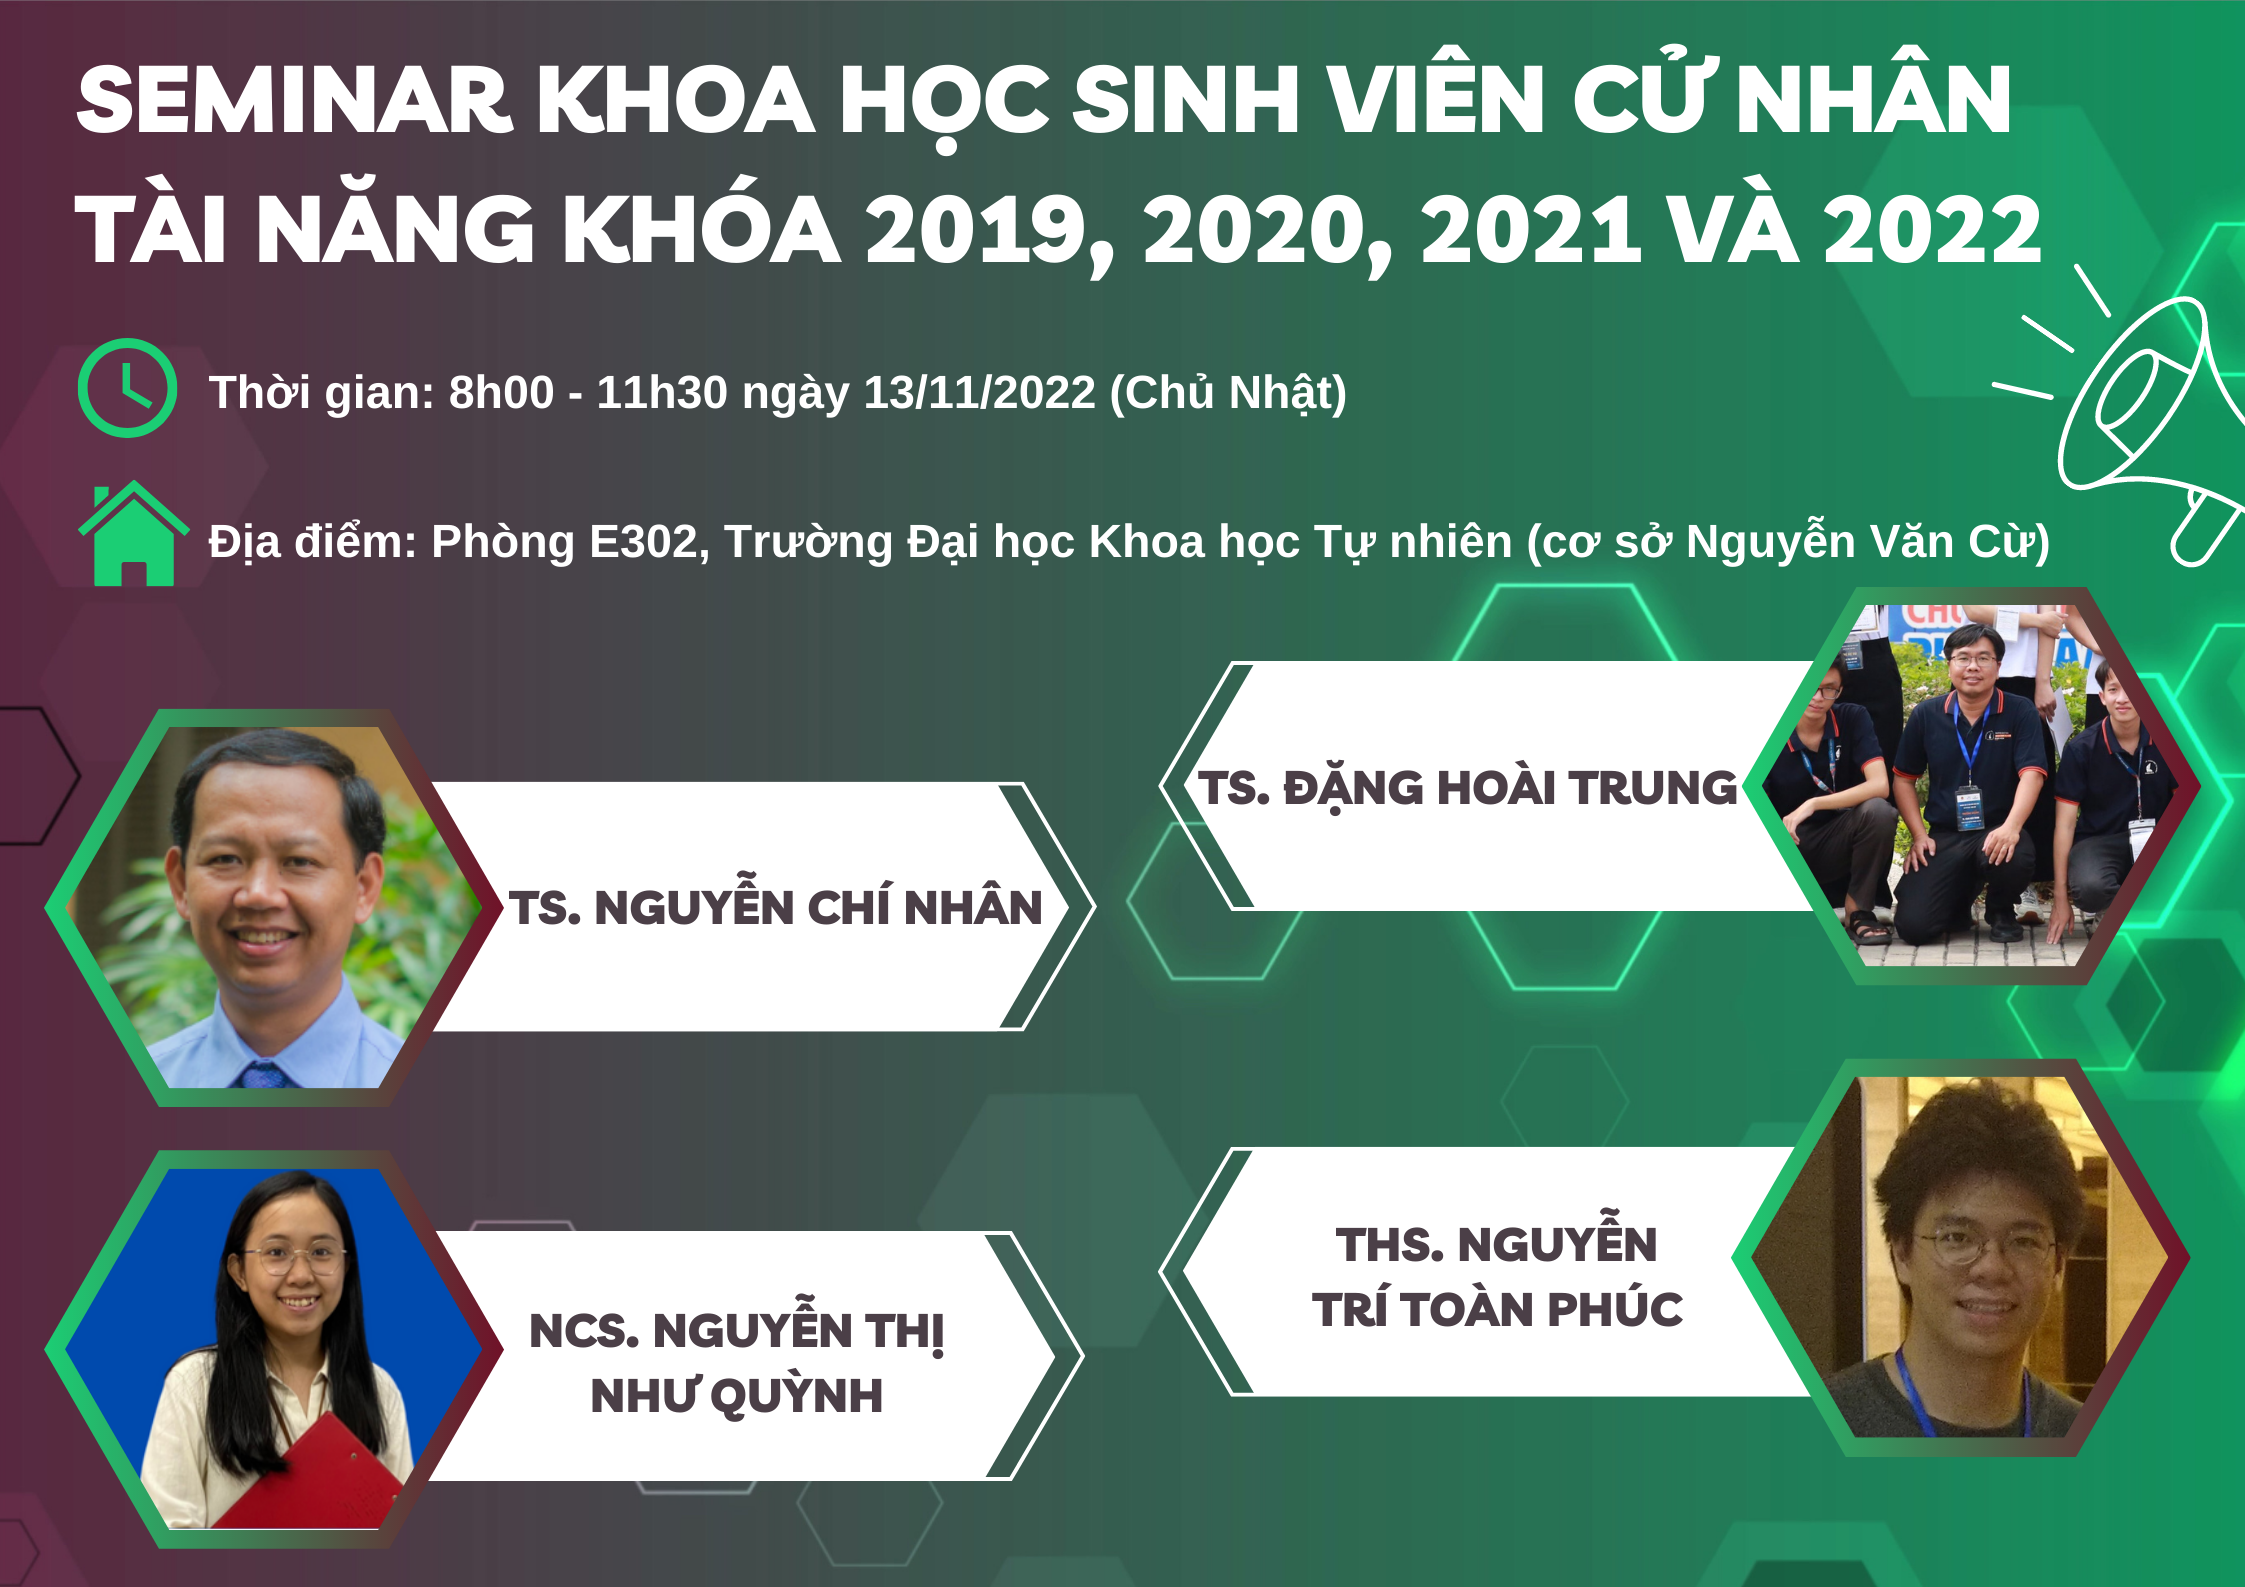 SEMINAR KHOA HỌC SINH VIÊN CỬ NHÂN
TÀI NĂNG KHÓA 2019, 2020, 2021 VÀ 2022
Thời gian: 8h00 - 11h30 ngày 13/11/2022 (Chủ Nhật)
Địa điểm: Phòng E302, Trường Đại học Khoa học Tự nhiên (cơ sở Nguyễn Văn Cừ)
TS. ĐẶNG HOÀI TRUNG
TS. NGUYỄN CHÍ NHÂN
THS. NGUYỄN
TRÍ TOÀN PHÚC
NCS. NGUYỄN THỊ
NHƯ QUỲNH